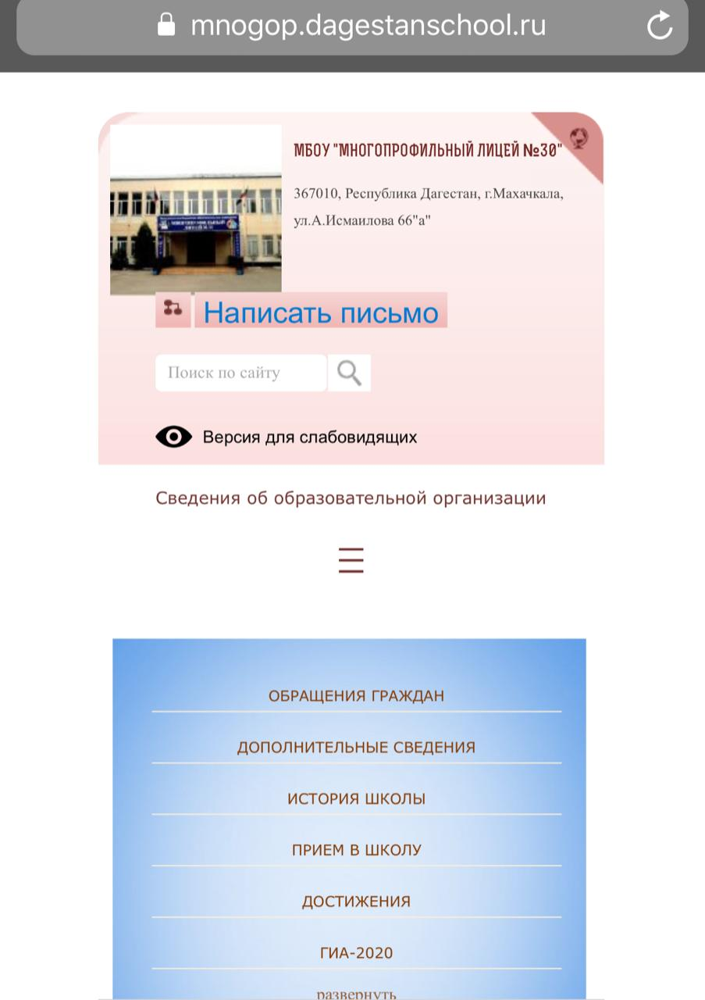 mnogop.dagestanschool.ru
МБОУ "МНОГОПРОФИЛЬНЫЙ ЛИЦЕЙ №30"
367010, Республика Дагестан, г.Махачкала,
ул.А.Исмаилова 66"а"
МНОГОПРОФИЛЬНЫЙ
Написать письмо
Поиск по сайту
Версия для слабовидящих
Сведения об образовательной организации
ОБРАЩЕНИЯ ГРАЖДАН
ДОПОЛНИТЕЛЬНЫЕ СВЕДЕНИЯ
ИСТОРИЯ ШКОЛЫ
ПРИЕМ В ШКОЛУ
ДОСТИЖЕНИЯ
ГИА-2020
развернуть